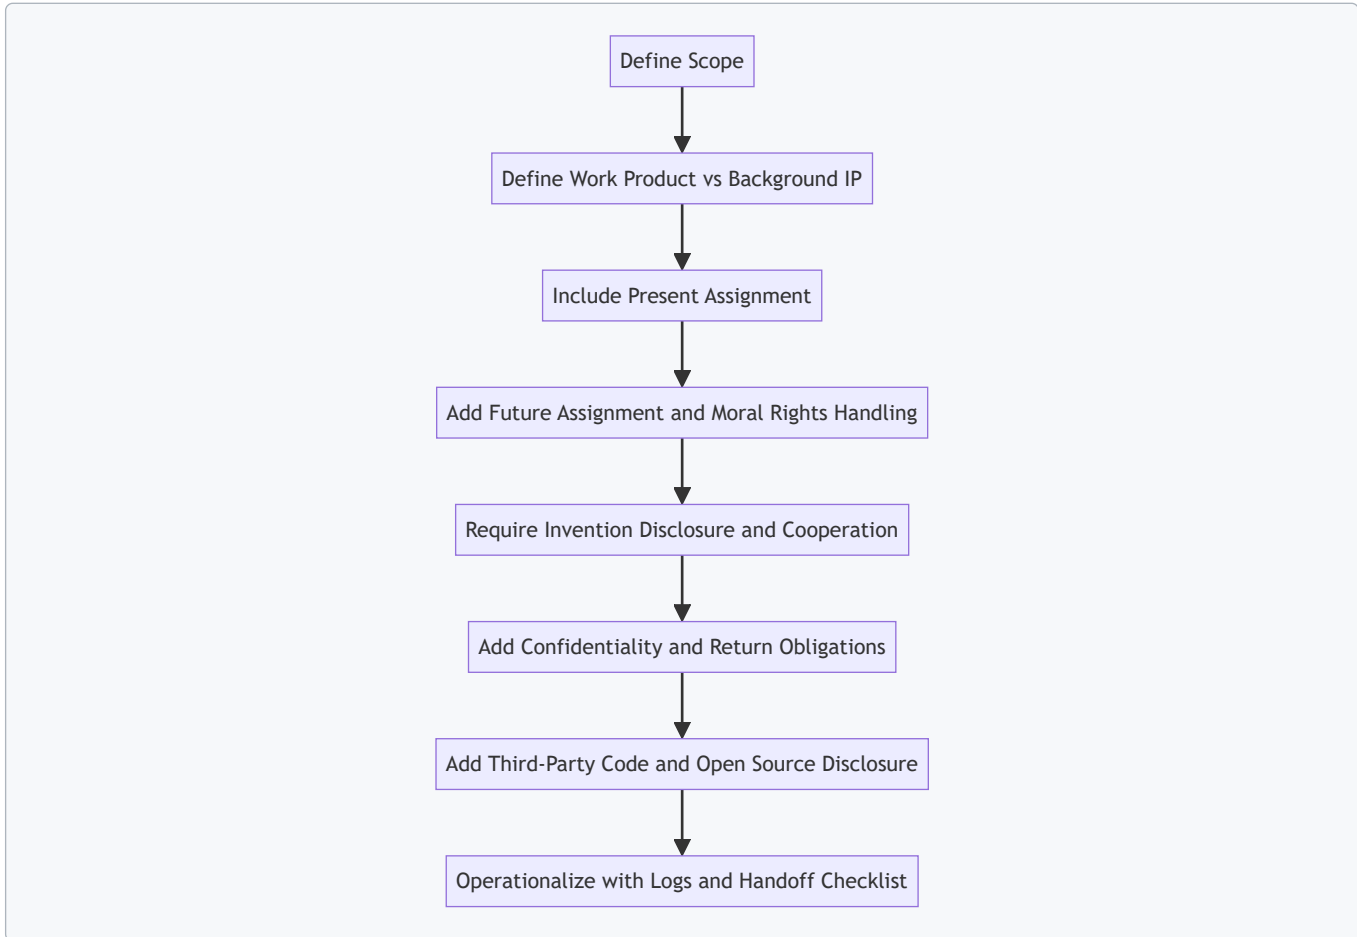 Define Scope
Define Work Product vs Background IP
Include Present Assignment
Add Future Assignment and Moral Rights Handling
Require Invention Disclosure and Cooperation
Add Confidentiality and Return Obligations
Add Third-Party Code and Open Source Disclosure
Operationalize with Logs and Handoff Checklist